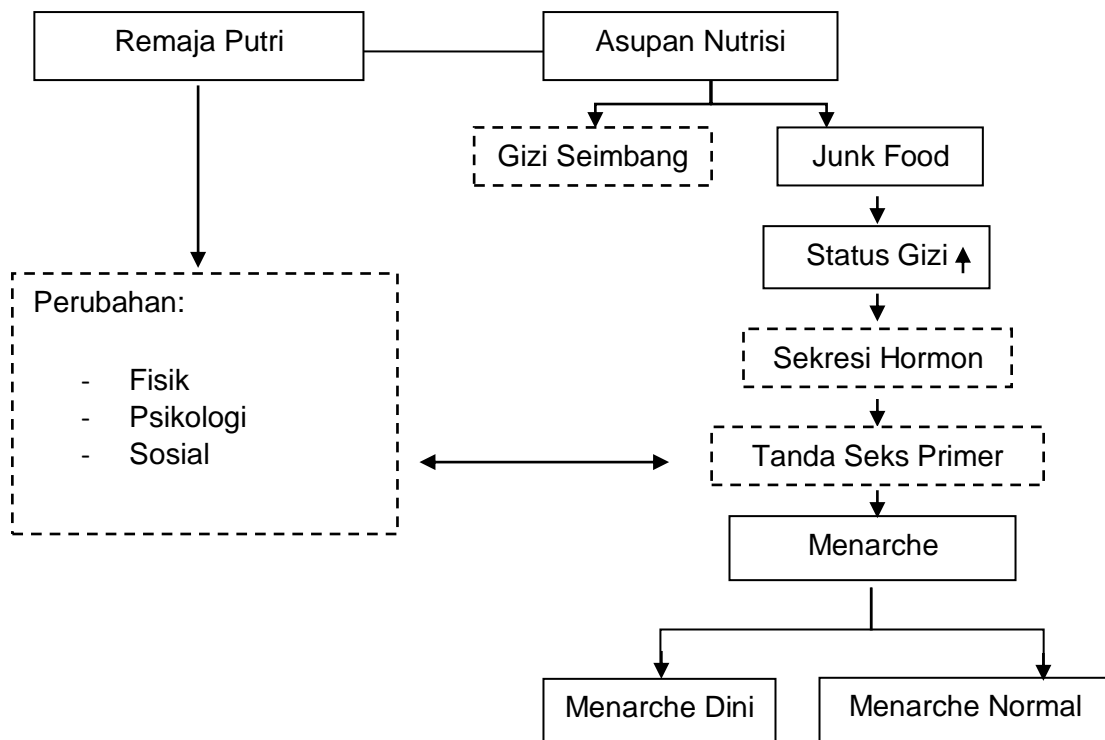 Remaja Putri
Asupan Nutrisi
Gizi Seimbang
Junk Food
Status Gizi
Perubahan:
- Fisik
- Psikologi
- Sosial
Sekresi Hormon
Tanda Seks Primer
Menarche
Menarche Dini
Menarche Normal